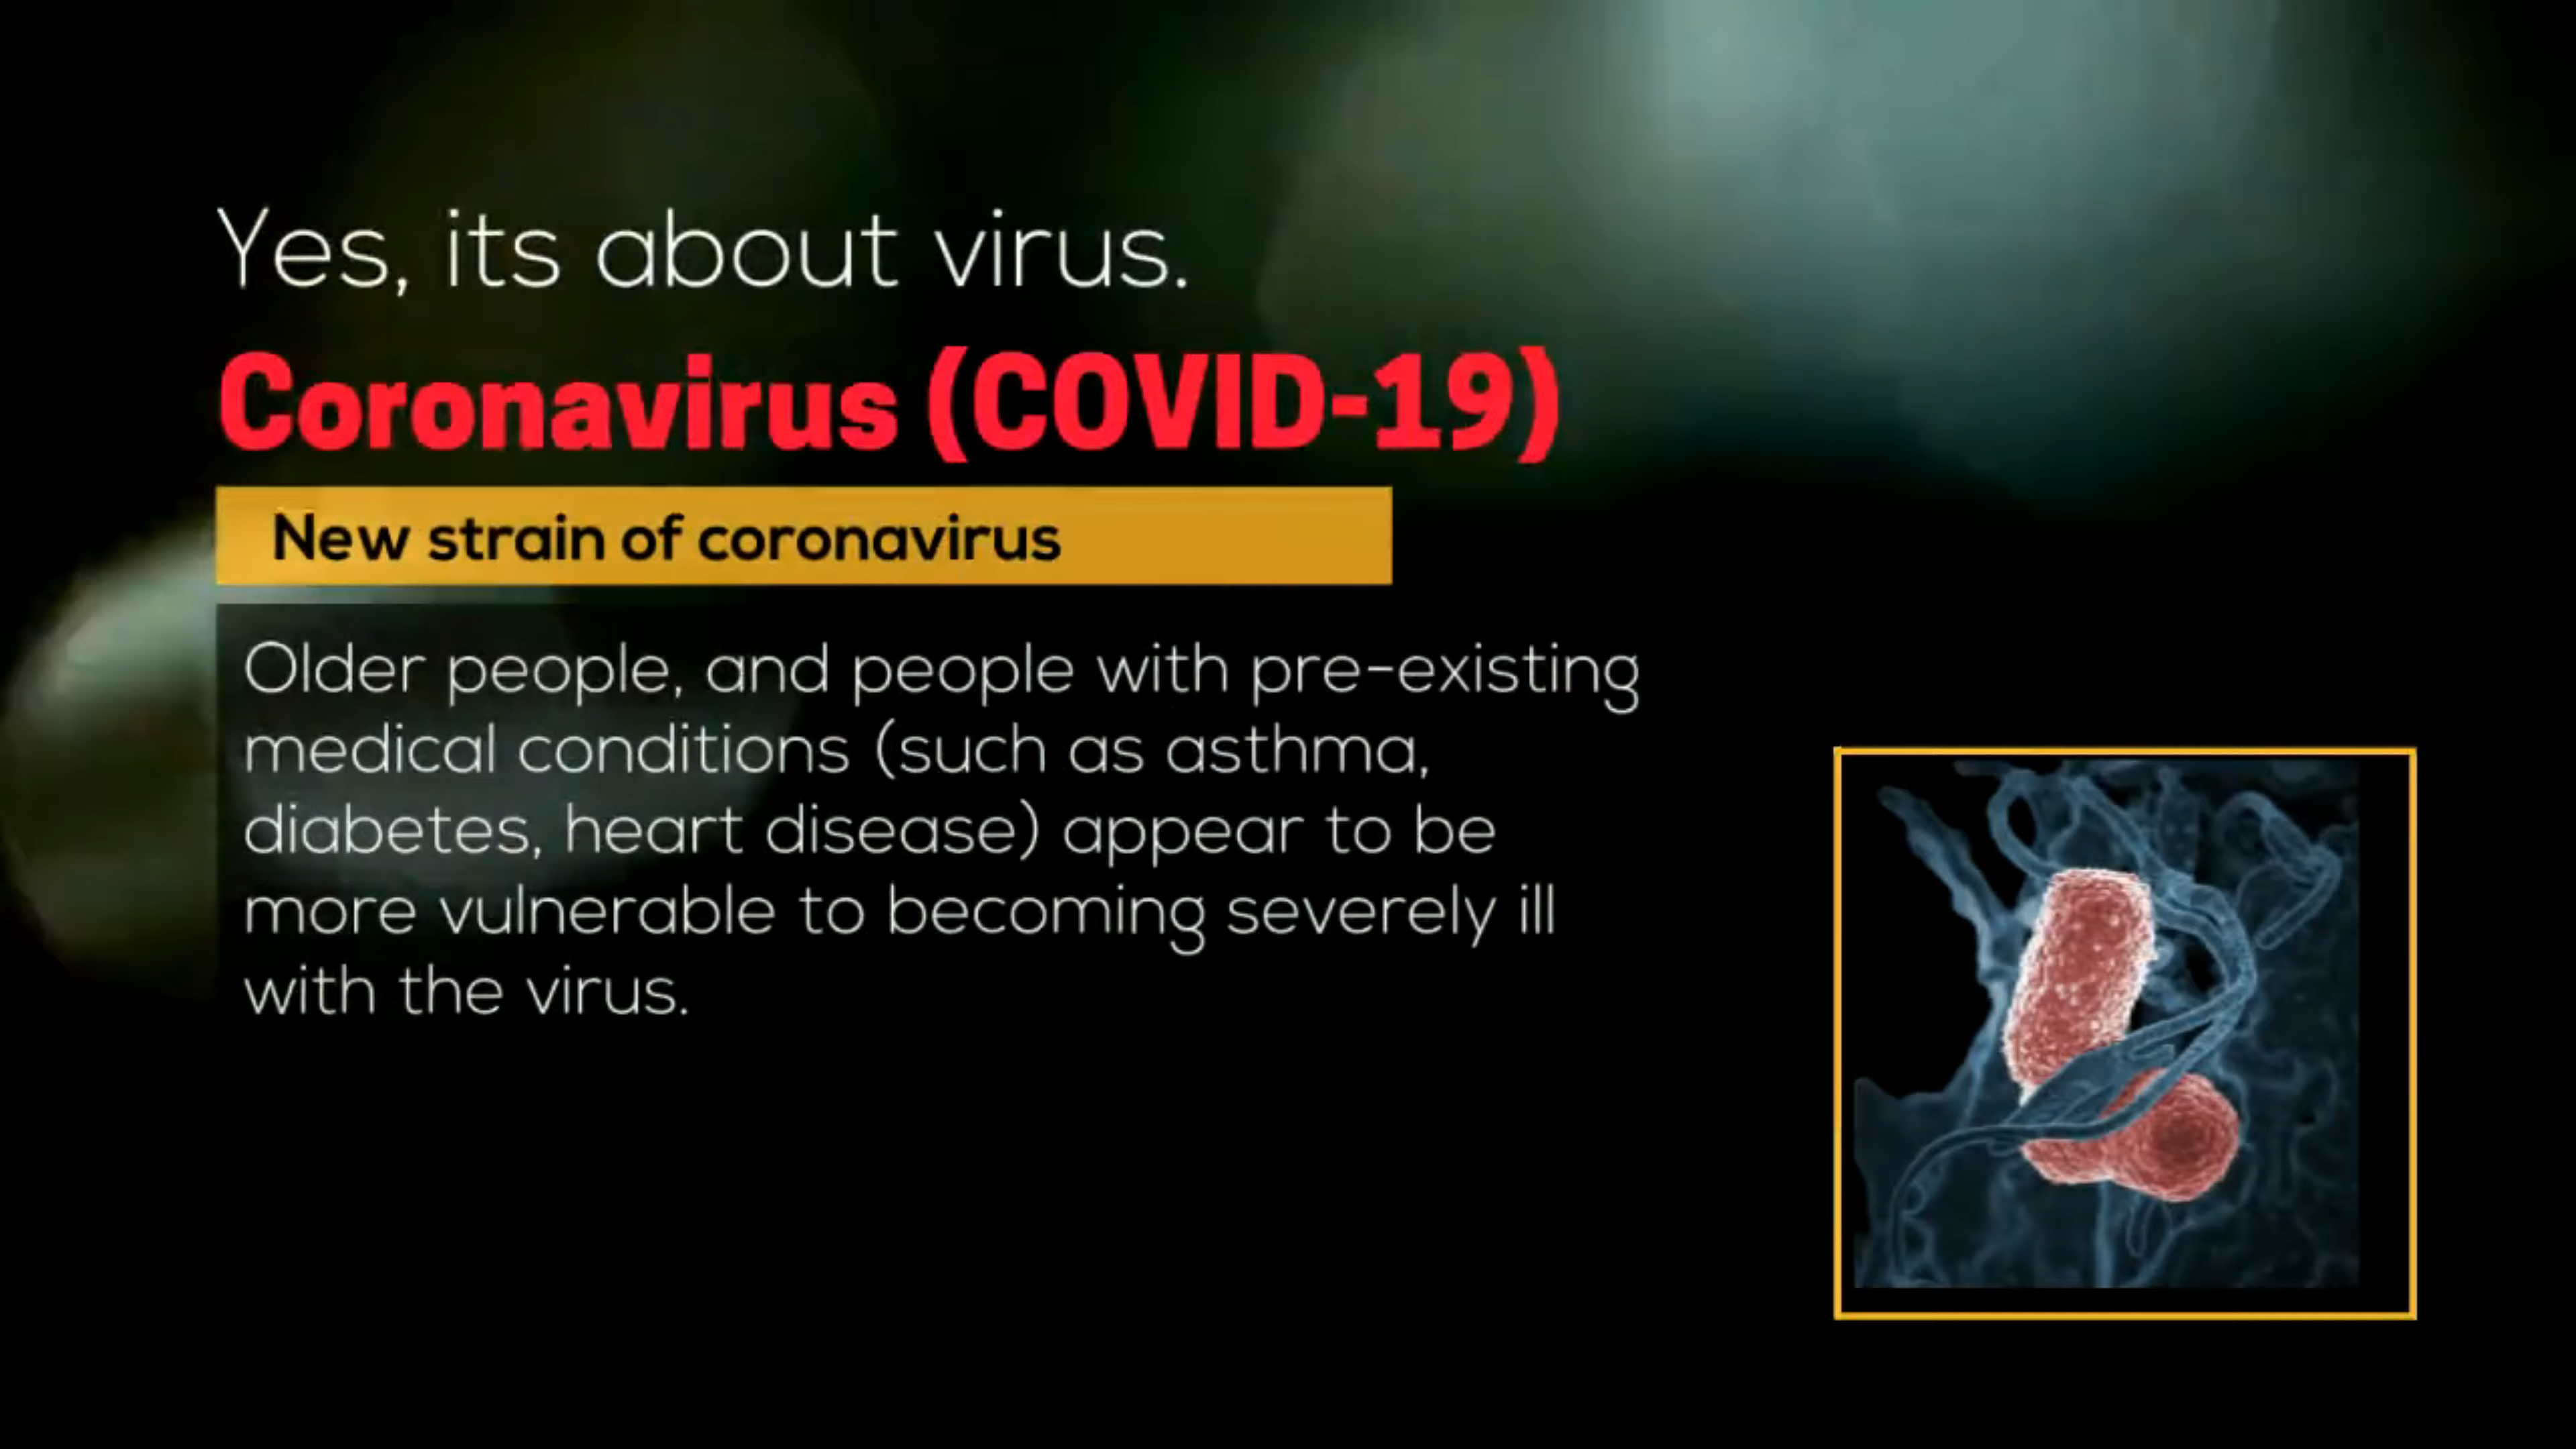 Yes, its about virus.
Coronavirus (COVID-19)
New strain of coronavirus
Older people, and people with pre-existing
medical conditions (such as asthma,
diabetes, heart disease) appear to be
more vulnerable to becoming severely ill
with the virus.